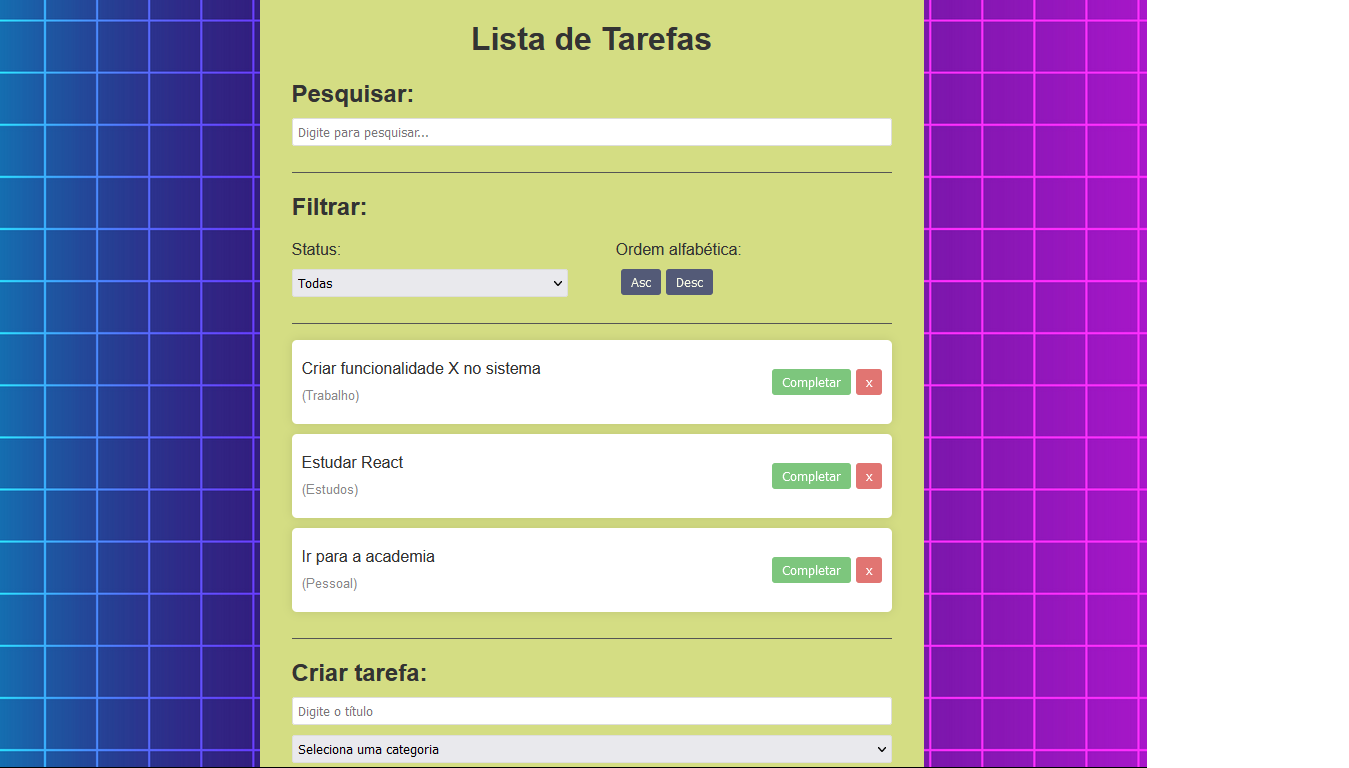 Lista de Tarefas
Pesquisar:
Digite para pesquisar...
Filtrar:
Status:
Ordem alfabética:
Todas
Asc
Desc
Criar funcionalidade X no sistema
(Trabalho)
Completar
x
Estudar React
(Estudos)
Completar
x
Ir para a academia
(Pessoal)
Completar
x
Criar tarefa:
Digite o título
Seleciona uma categoria